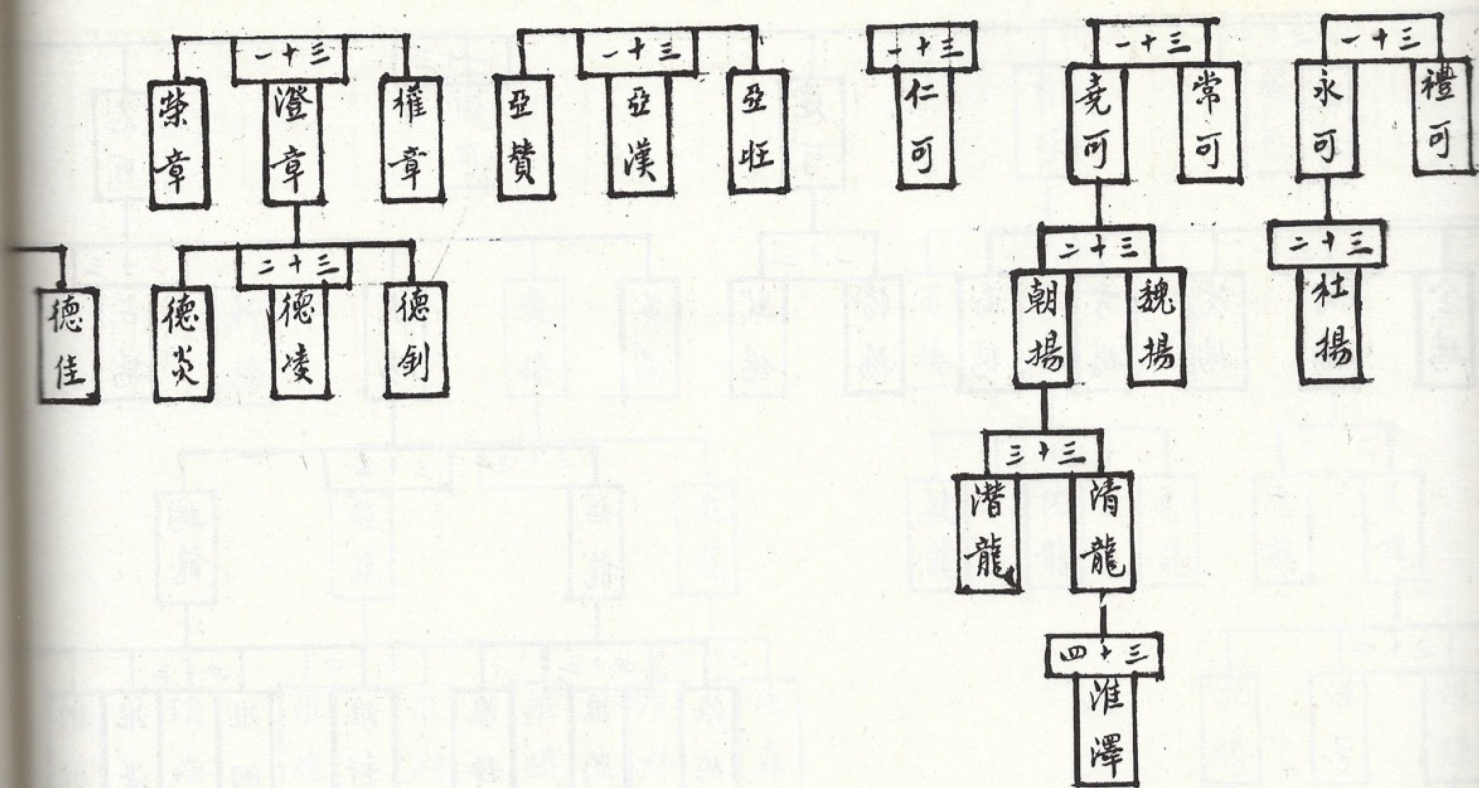 三十一
禮可
永可
三十一
常可
堯可
三十一
仁可
三十一
亞旺
亞漢
亞贊
三十一
權章
澄章
榮章
三十二
杜揚
三十二
魏揚
朝揚
三十二
德釗
德凌
德炎
德佳
三十三
清龍
潛龍
三十四
淮澤